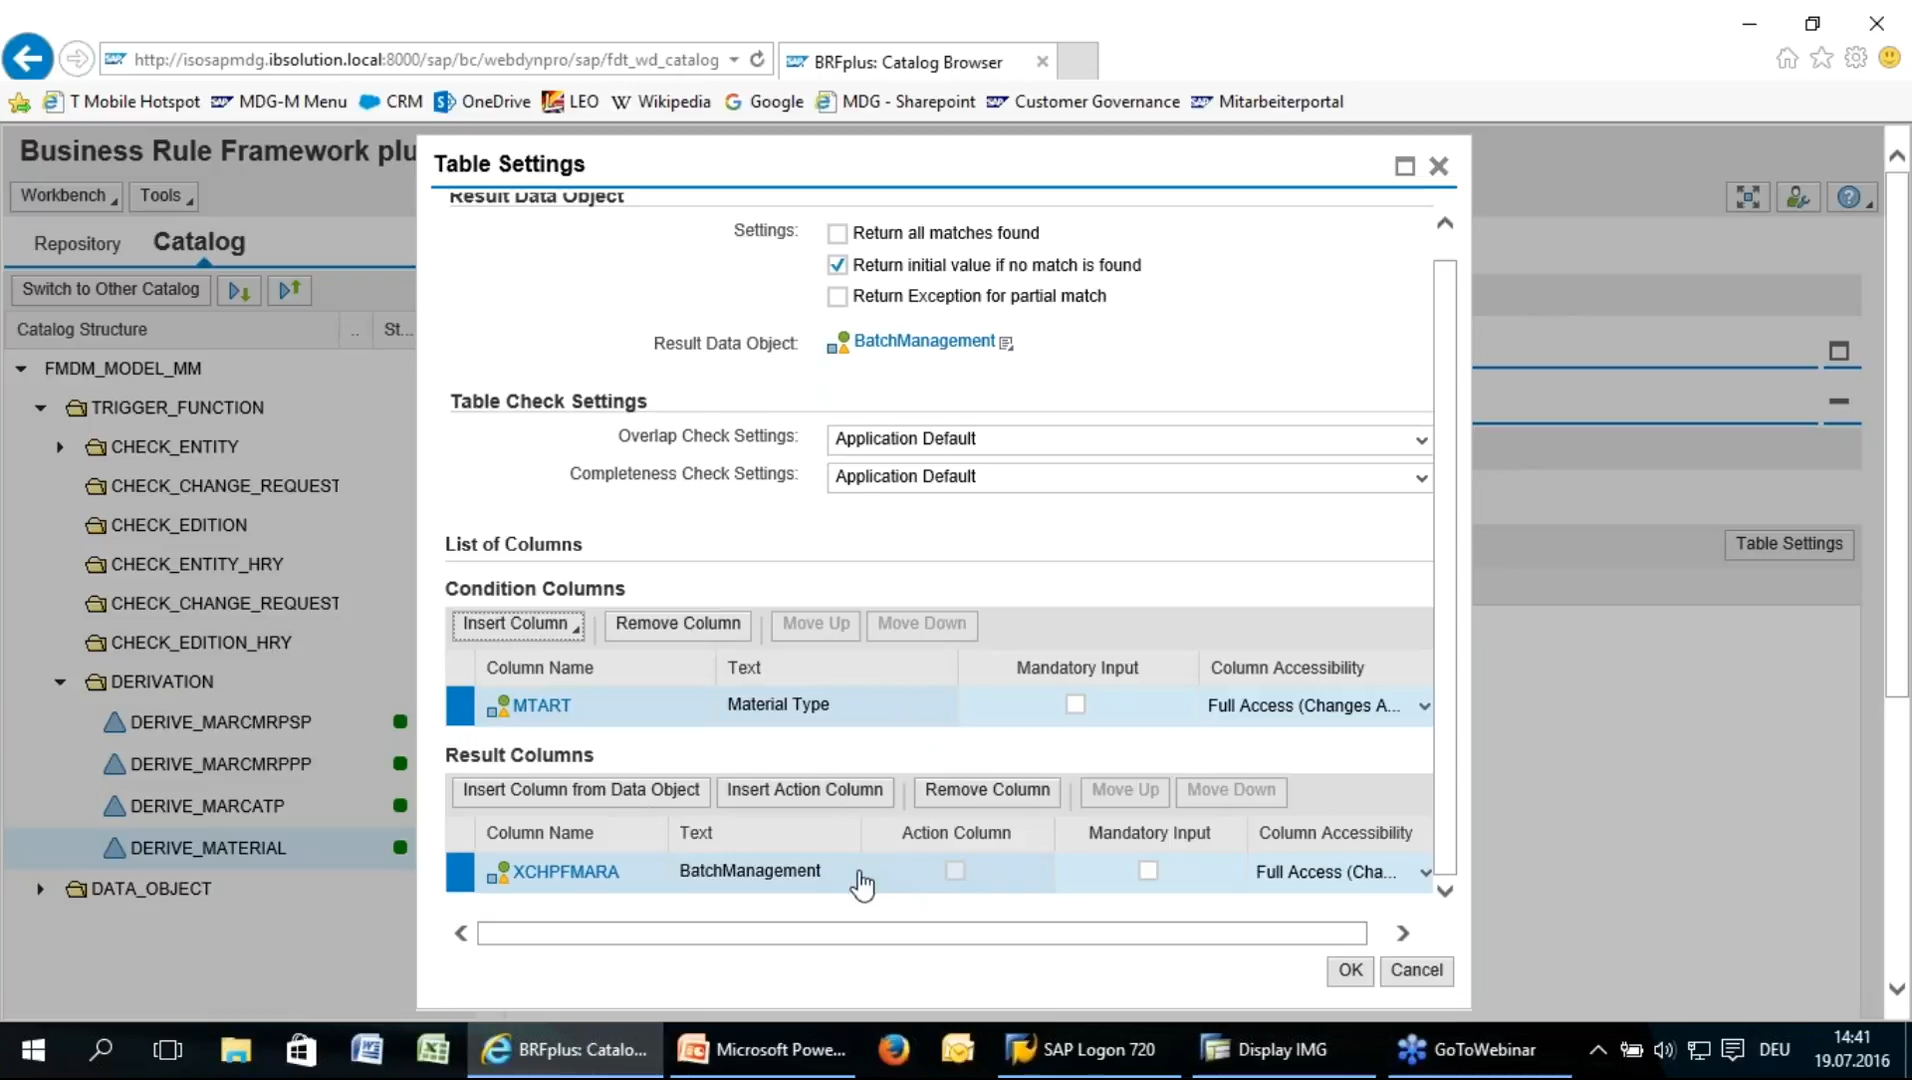 http://isosapmdg.ibsolution.local:8000/sap/bc/webdynpro/sap/fdt_wd_catalog
BRFplus: Catalog Browser
T Mobile Hotspot
MDG-M Menu
CRM
OneDrive
LEO
Wikipedia
Google
MDG - Sharepoint
Customer Governance
Mitarbeiterportal
Business Rule Framework plu
Workbench
Tools
Repository
Catalog
Switch to Other Catalog
Catalog Structure
..
St...
FMDM_MODEL_MM
TRIGGER_FUNCTION
CHECK_ENTITY
CHECK_CHANGE_REQUEST
CHECK_EDITION
CHECK_ENTITY_HRY
CHECK_CHANGE_REQUEST
CHECK_EDITION_HRY
DERIVATION
DERIVE_MARCMRPSP
DERIVE_MARCMRPPP
DERIVE_MARCATP
DERIVE_MATERIAL
DATA_OBJECT
Table Settings
Table Settings
Result Data Object
Settings:
Return all matches found
Return initial value if no match is found
Return Exception for partial match
Result Data Object:
BatchManagement
Table Check Settings
Overlap Check Settings:
Application Default
Completeness Check Settings:
Application Default
List of Columns
Condition Columns
Insert Column
Remove Column
Move Up
Move Down
Column Name
Text
Mandatory Input
Column Accessibility
MTART
Material Type
Full Access (Changes A...
Result Columns
Insert Column from Data Object
Insert Action Column
Remove Column
Move Up
Move Down
Column Name
Text
Action Column
Mandatory Input
Column Accessibility
XCHPFMARA
BatchManagement
Full Access (Cha...
OK
Cancel
BRFplus: Catalo...
Microsoft Powe...
SAP Logon 720
Display IMG
GoToWebinar
DEU
14:41
19.07.2016